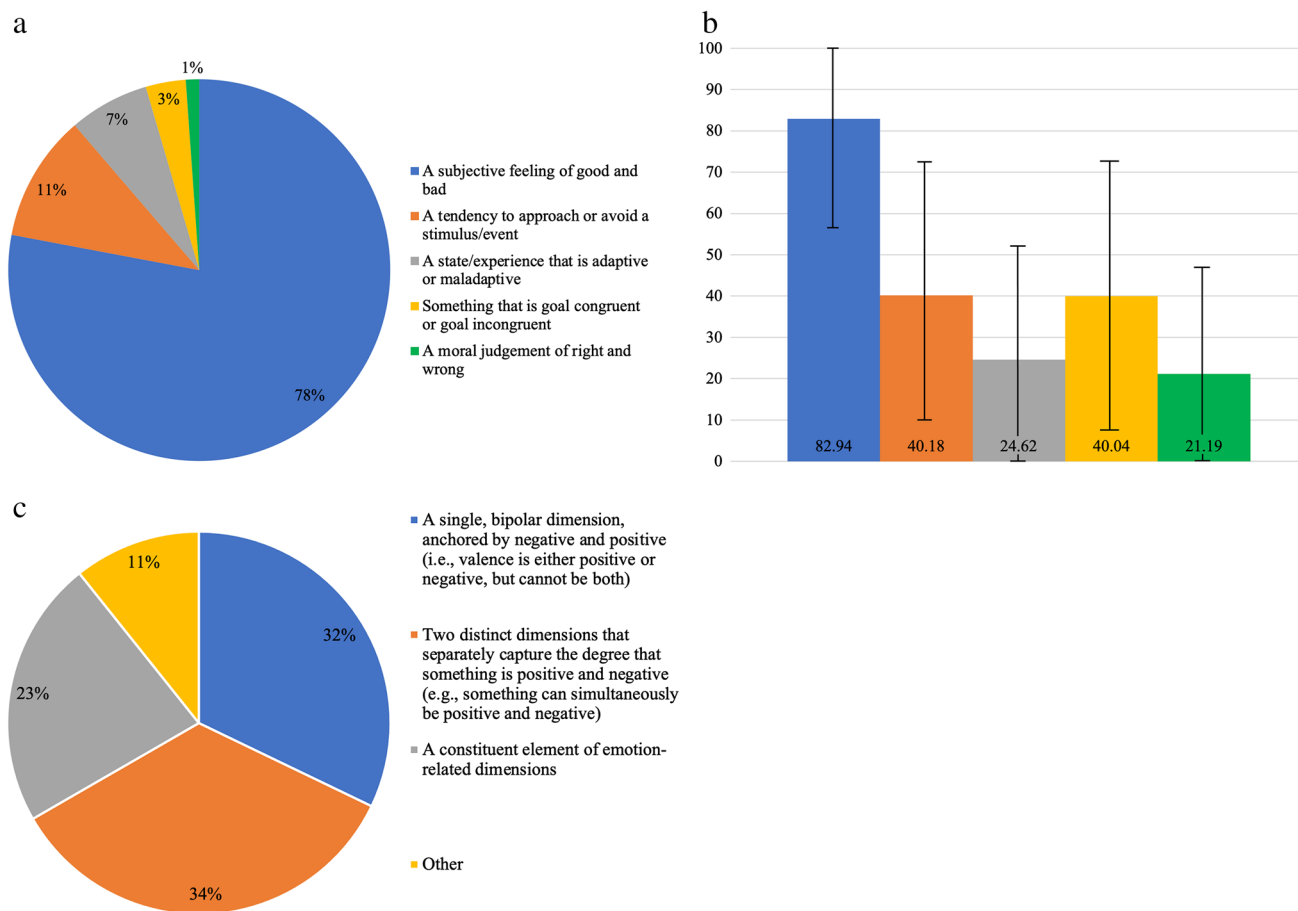 a
1%
3%
7%
11%
78%
A subjective feeling of good and
bad
A tendency to approach or avoid a
stimulus/event
A state/experience that is adaptive
or maladaptive
Something that is goal congruent
or goal incongruent
A moral judgement of right and
wrong
b
100
90
80
70
60
50
40
30
20
10
0
82.94
40.18
24.62
40.04
21.19
c
11%
32%
23%
34%
A single, bipolar dimension,
anchored by negative and positive
(i.e., valence is either positive or
negative, but cannot be both)
Two distinct dimensions that
separately capture the degree that
something is positive and negative
(e.g., something can simultaneously
be positive and negative)
A constituent element of emotion-
related dimensions
Other